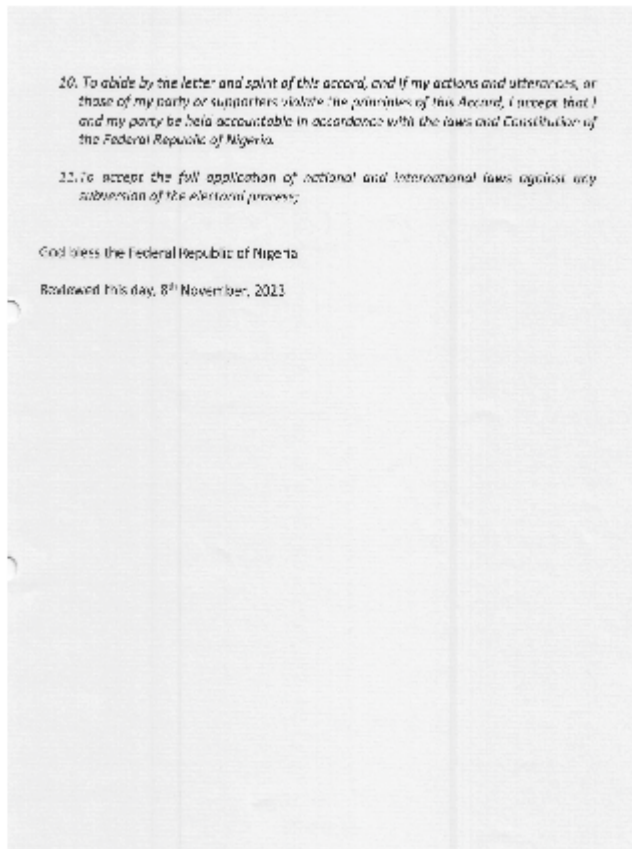 10. To abide by the letter and spirit of this accord, and if my actions and utterances, or
those of my party or supporters violate the principles of this Accord, I accept that I
and my party be held accountable in accordance with the laws and Constitution of
the Federal Republic of Nigeria.
11. To accept the full application of national and international laws against any
subversion of the electoral process;
God bless the Federal Republic of Nigeria
Reviewed this day, 8th November, 2023